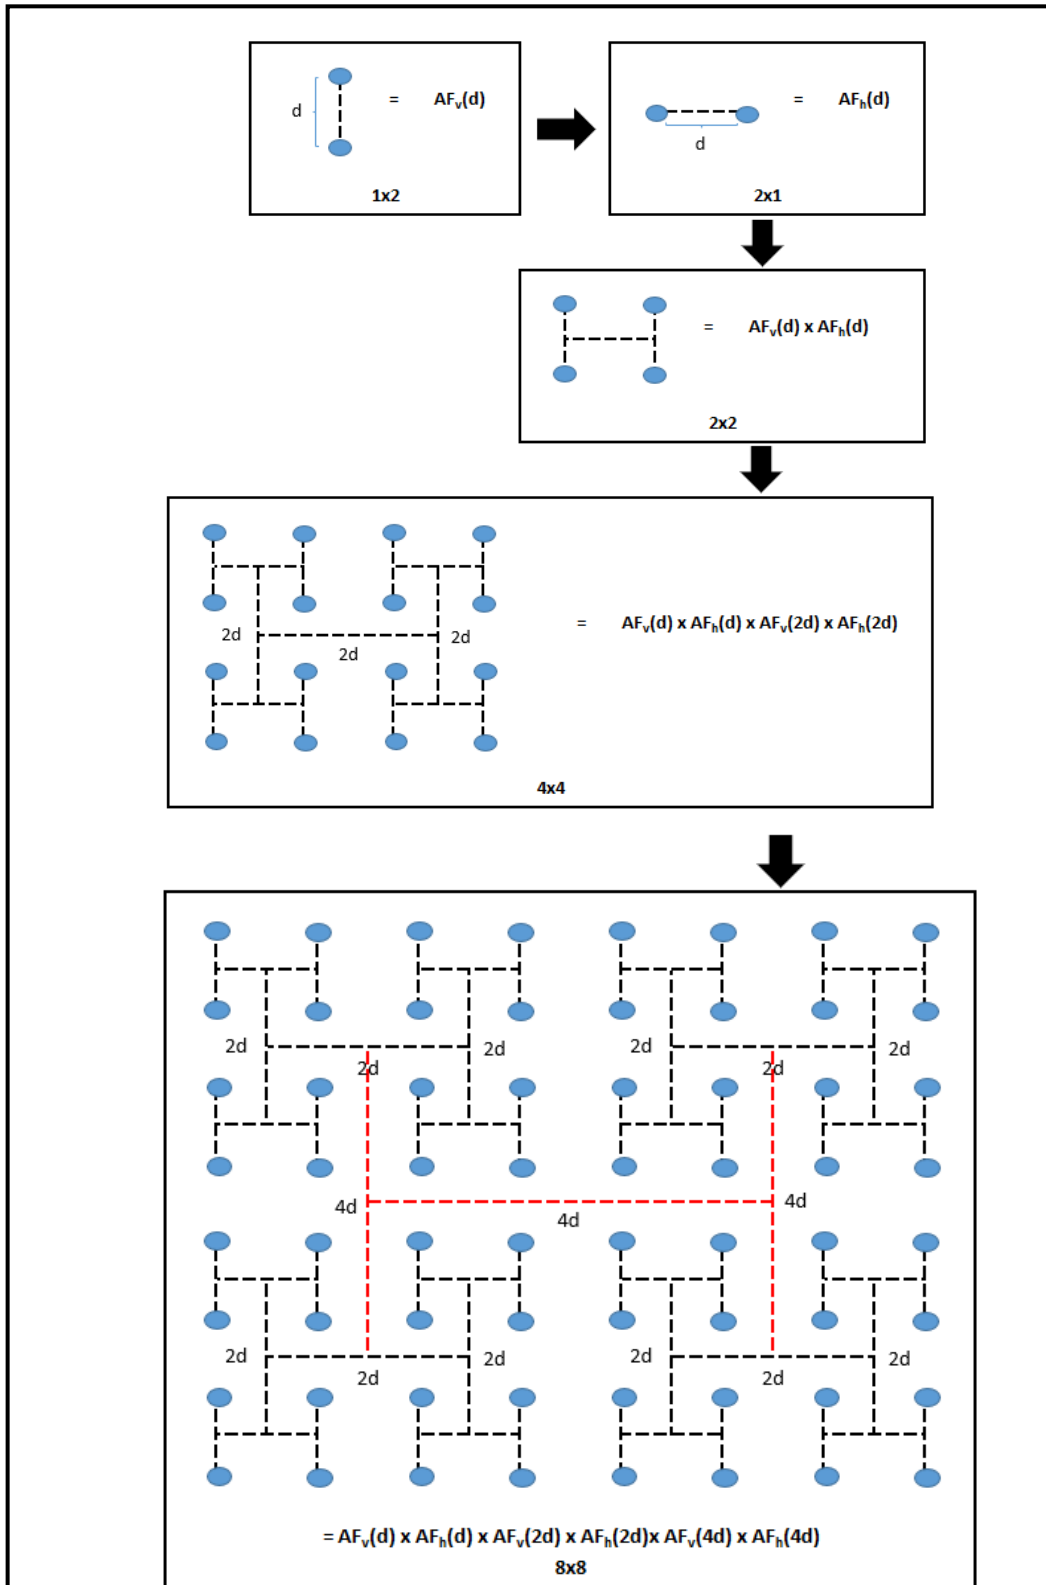 d = AFv(d)
1x2
= AFh(d)
d
2x1
= AFv(d) x AFh(d)
2x2
2d 2d 2d
= AFv(d) x AFh(d) x AFv(2d) x AFh(2d)
4x4
2d 2d 2d 2d
2d 2d
4d 4d 4d
2d 2d 2d 2d
2d 2d
= AFv(d) x AFh(d) x AFv(2d) x AFh(2d)x AFv(4d) x AFh(4d)
8x8